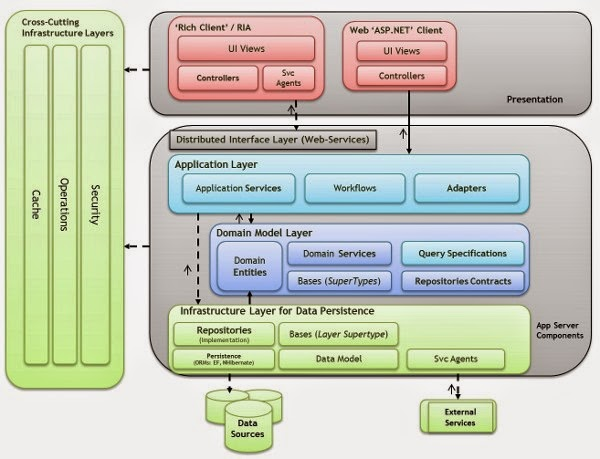 Cross-Cutting
Infrastructure Layers
Cache
Operations
Security
'Rich Client' / RIA
UI Views
Controllers
Svc
Agents
Web 'ASP.NET' Client
UI Views
Controllers
Presentation
Distributed Interface Layer (Web-Services)
Application Layer
Application Services
Workflows
Adapters
Domain Model Layer
Domain
Entities
Domain Services
Query Specifications
Bases (SuperTypes)
Repositories Contracts
Infrastructure Layer for Data Persistence
Repositories
(Implementation)
Bases (Layer Supertype)
Persistence
(ORMs: EF, NHibernate)
Data Model
Svc Agents
App Server
Components
Data
Sources
External
Services